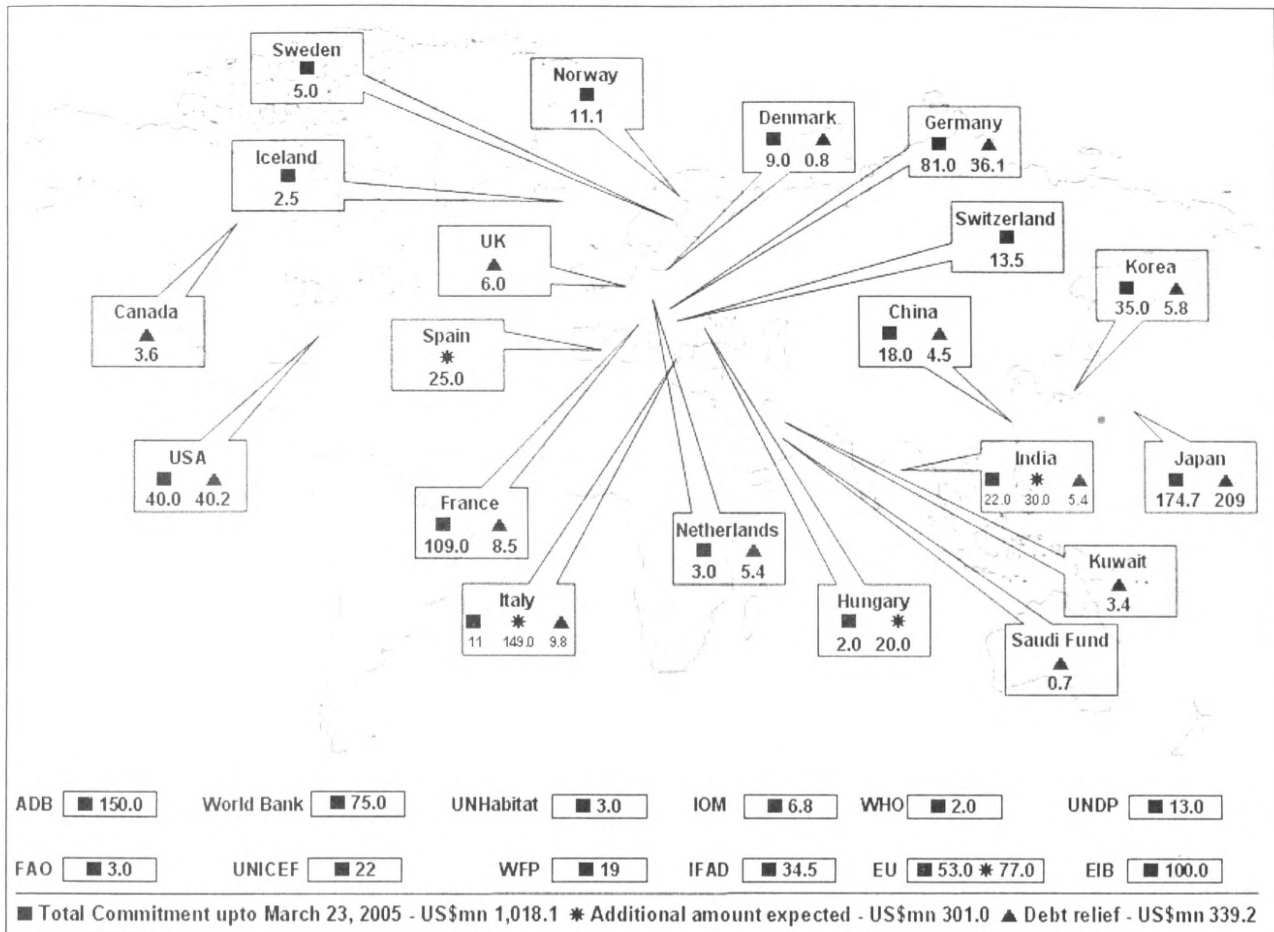 Sweden
■
5.0
Norway
■
11.1
Denmark
■ ▲
9.0 0.8
Germany
■ ▲
81.0 36.1
Iceland
■
2.5
UK
▲
6.0
Switzerland
■
13.5
Korea
■ ▲
35.0 5.8
Canada
▲
3.6
Spain
✷
25.0
China
■ ▲
18.0 4.5
USA
■ ▲
40.0 40.2
France
■ ▲
109.0 8.5
Netherlands
■ ▲
3.0 5.4
India
■ ✷ ▲
22.0 30.0 5.4
Japan
■ ▲
174.7 209
Italy
■ ✷ ▲
11 149.0 9.8
Hungary
■ ✷
2.0 20.0
Kuwait
▲
3.4
Saudi Fund
▲
0.7
ADB ■ 150.0 World Bank ■ 75.0 UNHabitat ■ 3.0 IOM ■ 6.8 WHO ■ 2.0 UNDP ■ 13.0
FAO ■ 3.0 UNICEF ■ 22 WFP ■ 19 IFAD ■ 34.5 EU ■ 53.0 ✷ 77.0 EIB ■ 100.0
■ Total Commitment upto March 23, 2005 - US$mn 1,018.1 ✷ Additional amount expected - US$mn 301.0 ▲ Debt relief - US$mn 339.2